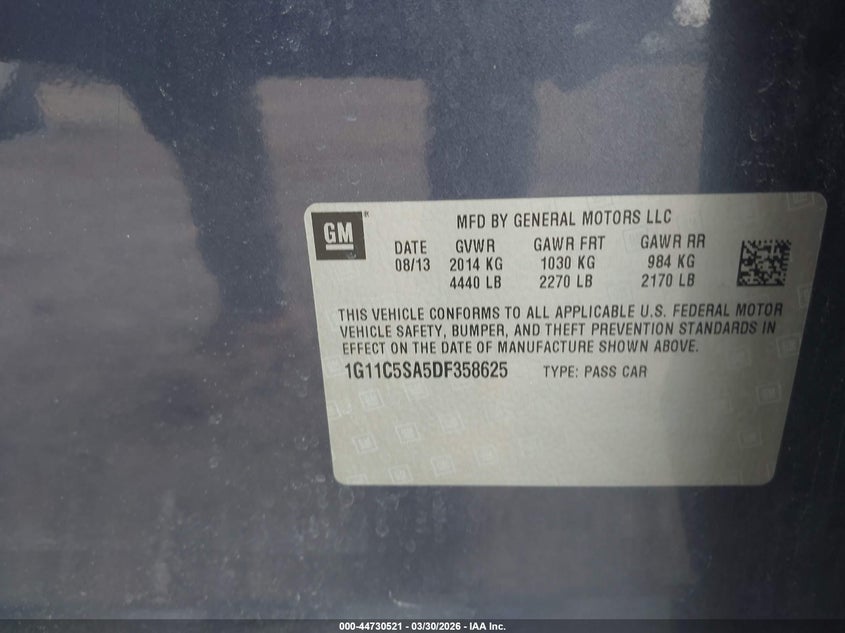 GM
MFD BY GENERAL MOTORS LLC
DATE GVWR GAWR FRT GAWR RR
08/13 2014 KG 1030 KG 984 KG
4440 LB 2270 LB 2170 LB
THIS VEHICLE CONFORMS TO ALL APPLICABLE U.S. FEDERAL MOTOR
VEHICLE SAFETY, BUMPER, AND THEFT PREVENTION STANDARDS IN
EFFECT ON THE DATE OF MANUFACTURE SHOWN ABOVE.
1G11C5SA5DF358625 TYPE: PASS CAR
000-44730521 - 03/30/2026 - IAA Inc.